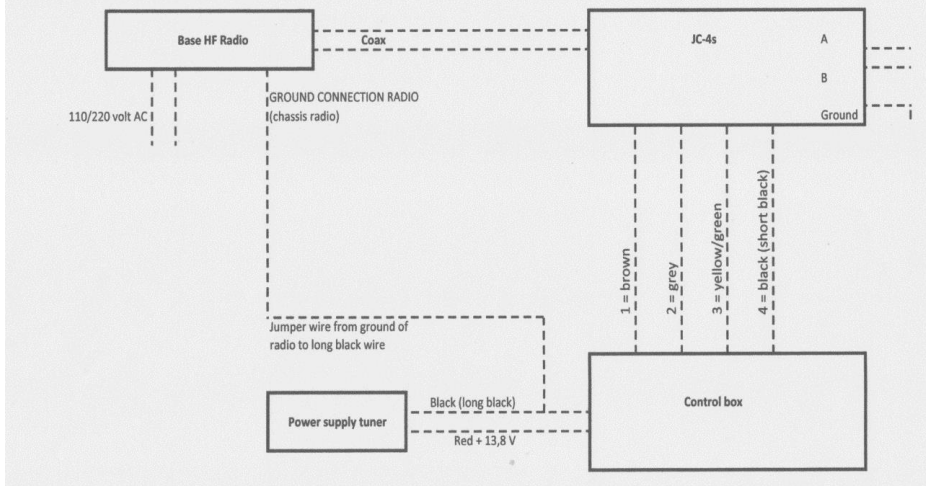 Base HF Radio
Coax
JC-4s
A
B
Ground
110/220 volt AC
GROUND CONNECTION RADIO
(chassis radio)
1 = brown
2 = grey
3 = yellow/green
4 = black (short black)
Jumper wire from ground of
radio to long black wire
Power supply tuner
Black (long black)
Red + 13,8 V
Control box